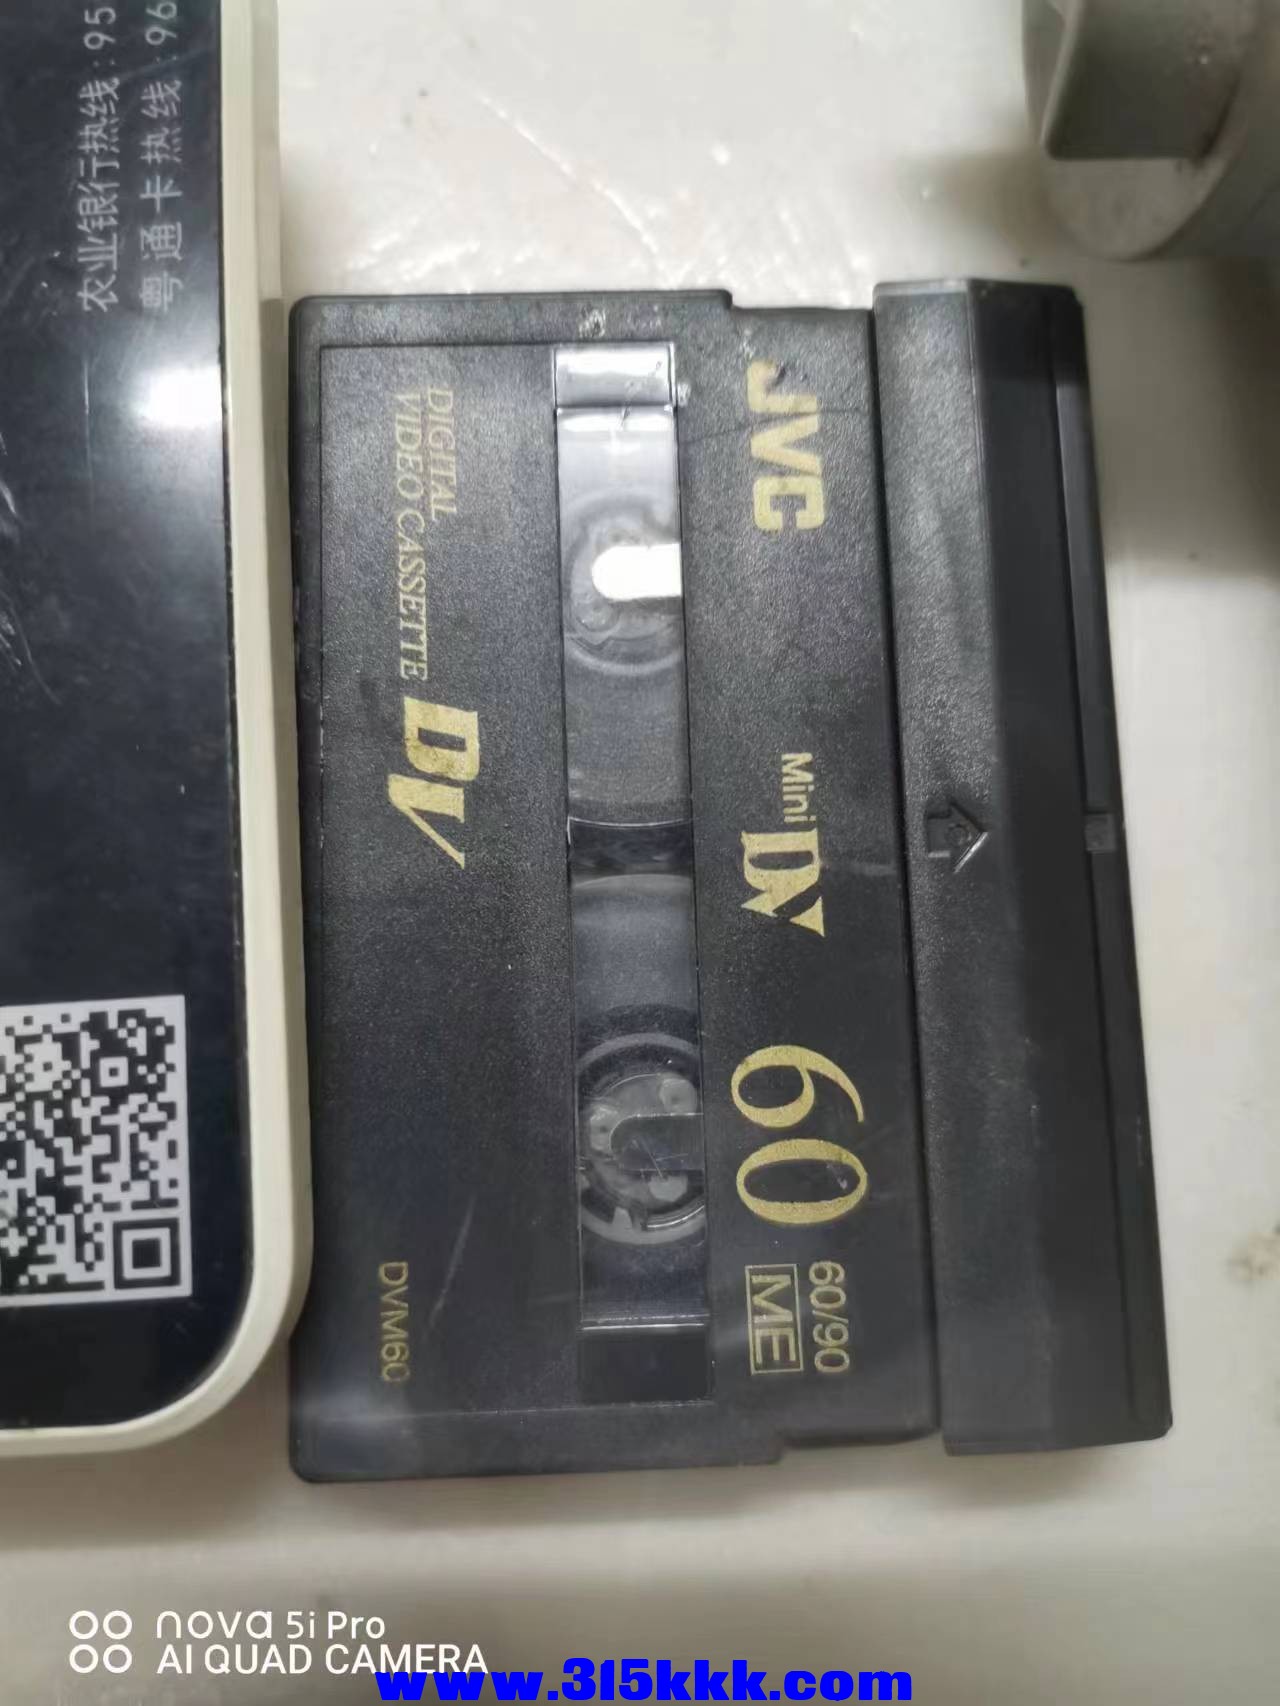 农业银行热线:95
粤通卡热线:96
JVC
Mini DV
60
60/90
ME
DIGITAL
VIDEO CASSETTE
DV
DVM60
nova 5i Pro
AI QUAD CAMERA
www.315kkk.com